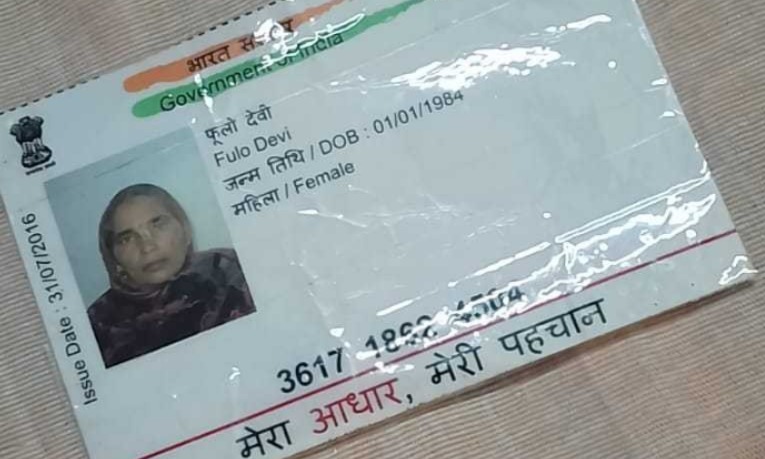 भारत सरकार
Government of India
फूलो देवी
Fulo Devi
जन्म तिथि / DOB : 01/01/1984
महिला / Female
Issue Date : 31/07/2016
3617
मेरा आधार, मेरी पहचान